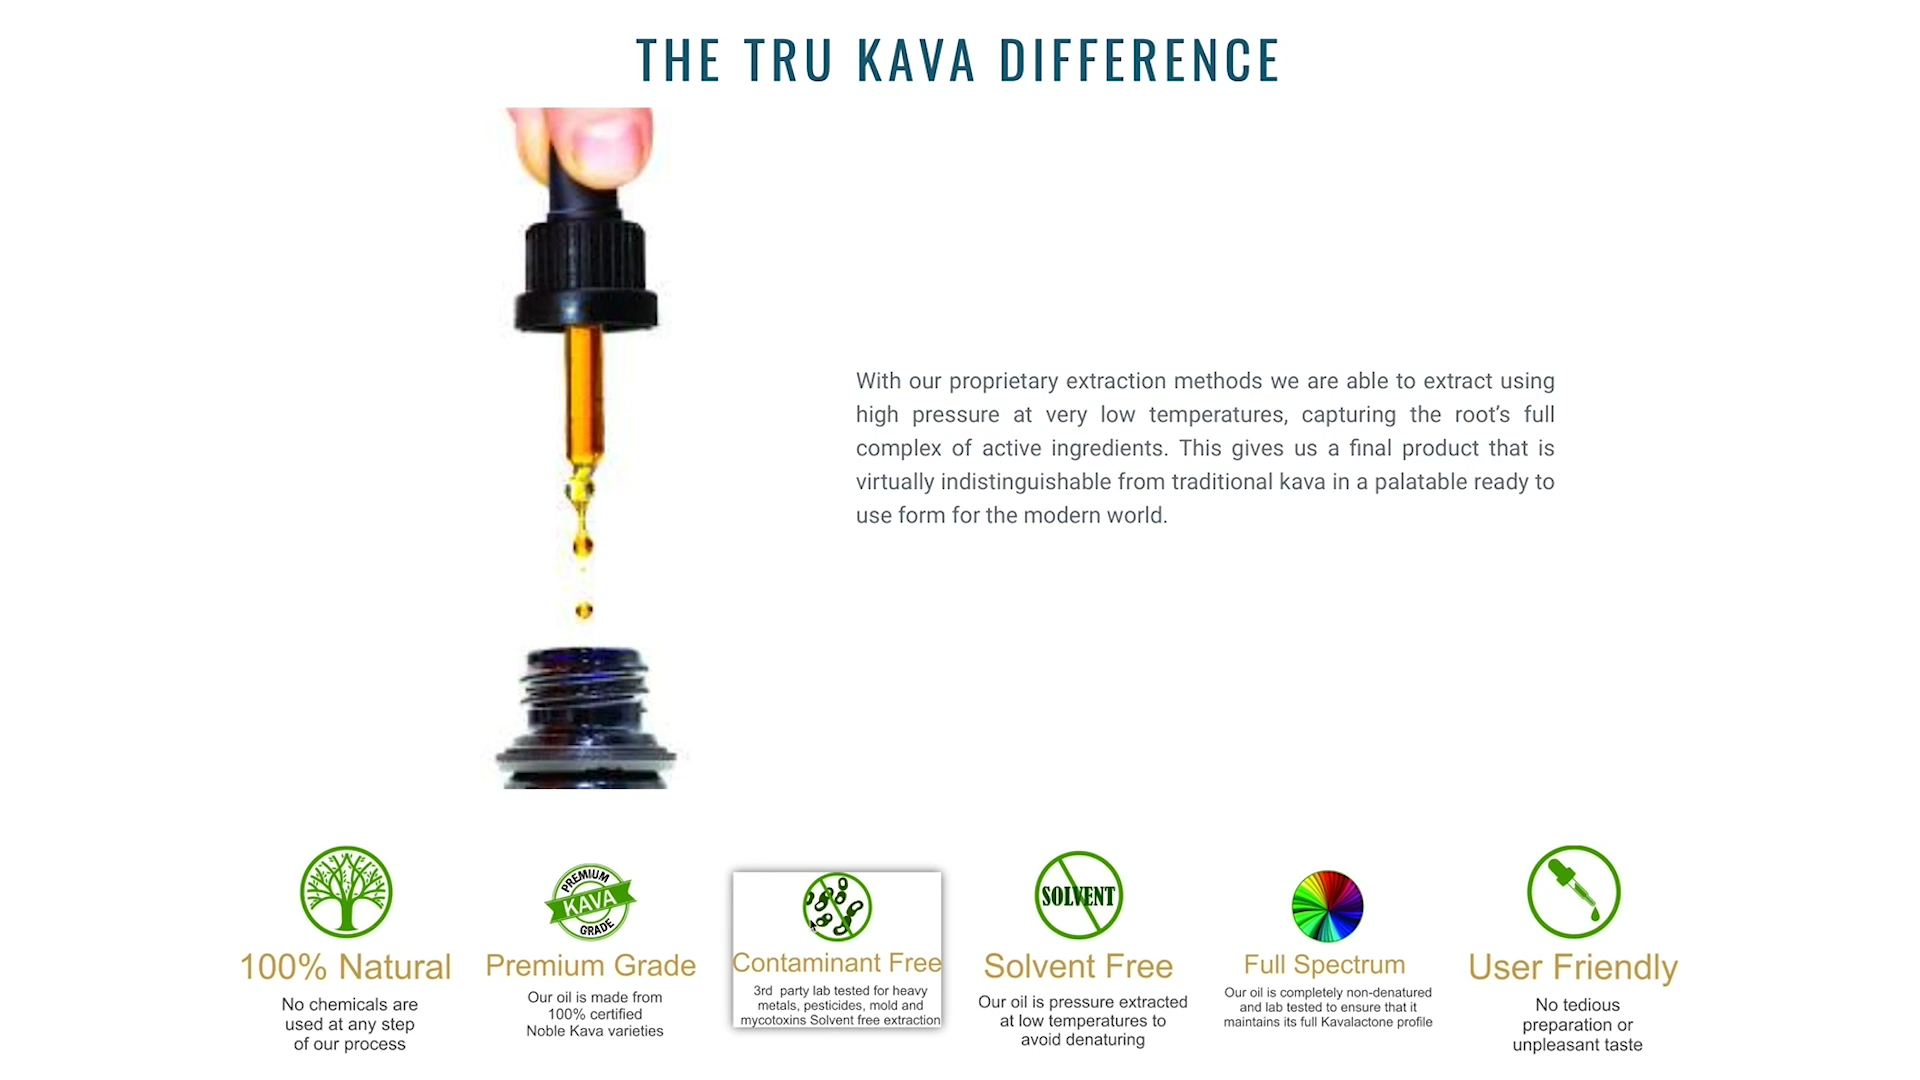 THE TRU KAVA DIFFERENCE
With our proprietary extraction methods we are able to extract using
high pressure at very low temperatures, capturing the root’s full
complex of active ingredients. This gives us a final product that is
virtually indistinguishable from traditional kava in a palatable ready to
use form for the modern world.
100% Natural
No chemicals are
used at any step
of our process
PREMIUM
KAVA
GRADE
Premium Grade
Our oil is made from
100% certified
Noble Kava varieties
Contaminant Free
3rd party lab tested for heavy
metals, pesticides, mold and
mycotoxins Solvent free extraction
SOLVENT
Solvent Free
Our oil is pressure extracted
at low temperatures to
avoid denaturing
Full Spectrum
Our oil is completely non-denatured
and lab tested to ensure that it
maintains its full Kavalactone profile
User Friendly
No tedious
preparation or
unpleasant taste